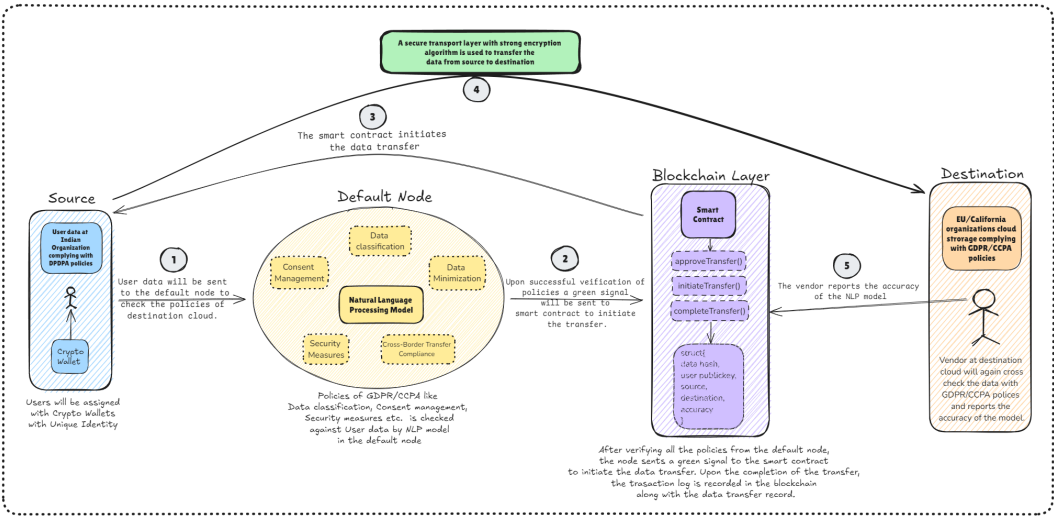 A secure transport layer with strong encryption
algorithm is used to transfer the
data from source to destination
4
3
The smart contract initiates
the data transfer
Source
User data at
Indian
Organization
complying with
DPDPA policies
Crypto
Wallet
Users will be assigned
with Crypto Wallets
with Unique Identity
1
User data will be sent
to the default node to
check the policies of
destination cloud.
Default Node
Data
classification
Consent
Management
Data
Minimization
Natural Language
Processing Model
Security
Measures
Cross-Border Transfer
Compliance
Policies of GDPR/CCPA like
Data classification, Consent management,
Security measures etc. is checked
against User data by NLP model
in the default node
2
Upon successful veification of
policies a green signal
will be sent to
smart contract to initiate
the transfer.
Blockchain Layer
Smart
Contract
approveTransfer()
initiateTransfer()
completeTransfer()
struct{
data hash,
user publickey,
source,
destination,
accuracy
}
After verifying all the policies from the default node,
the node sents a green signal to the smart contract
to initiate the data transfer. Upon the completion of the transfer,
the trasaction log is recorded in the blockchain
along with the data transfer record.
5
The vendor reports the accuracy
of the NLP model
Destination
EU/California
organizations cloud
strorage complying
with GDPR/CCPA
policies
Vendor at destination
cloud will again cross
check the data with
GDPR/CCPA polices
and reports the
accuracy of the model.